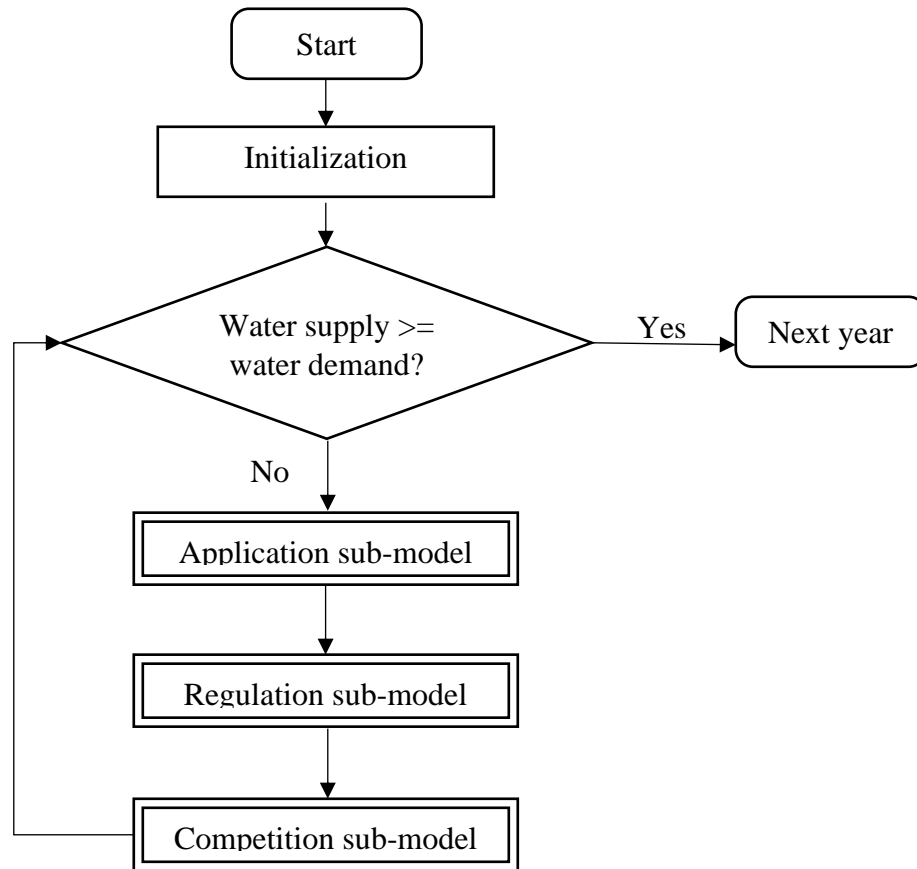 Start
Initialization
Water supply >=
water demand?
Yes
Next year
No
Application sub-model
Regulation sub-model
Competition sub-model